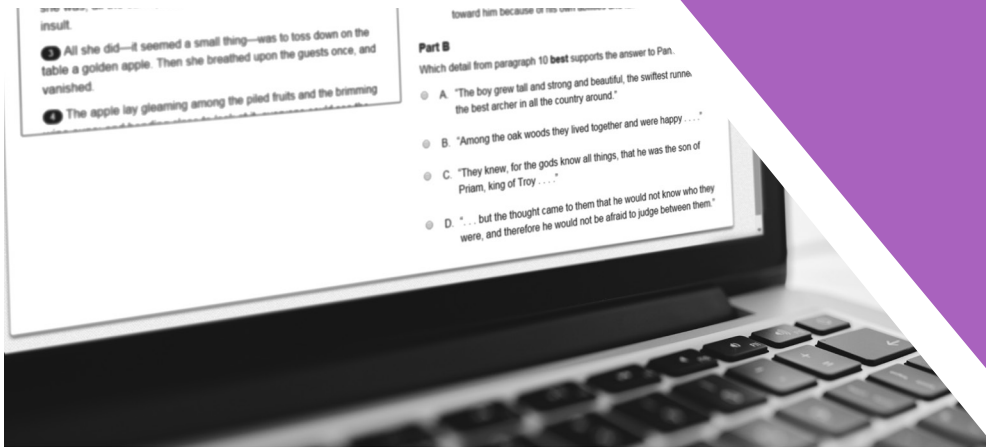 insult.
3 All she did—it seemed a small thing—was to toss down on the
table a golden apple. Then she breathed upon the guests once, and
vanished.
4 The apple lay gleaming among the piled fruits and the brimming
toward him because of his own
Part B
Which detail from paragraph 10 best supports the answer to Pan.
A. "The boy grew tall and strong and beautiful, the swiftest runne
the best archer in all the country around."
B. "Among the oak woods they lived together and were happy . . . ."
C. "They knew, for the gods know all things, that he was the son of
Priam, king of Troy . . . ."
D. ". . . but the thought came to them that he would not know who they
were, and therefore he would not be afraid to judge between them."